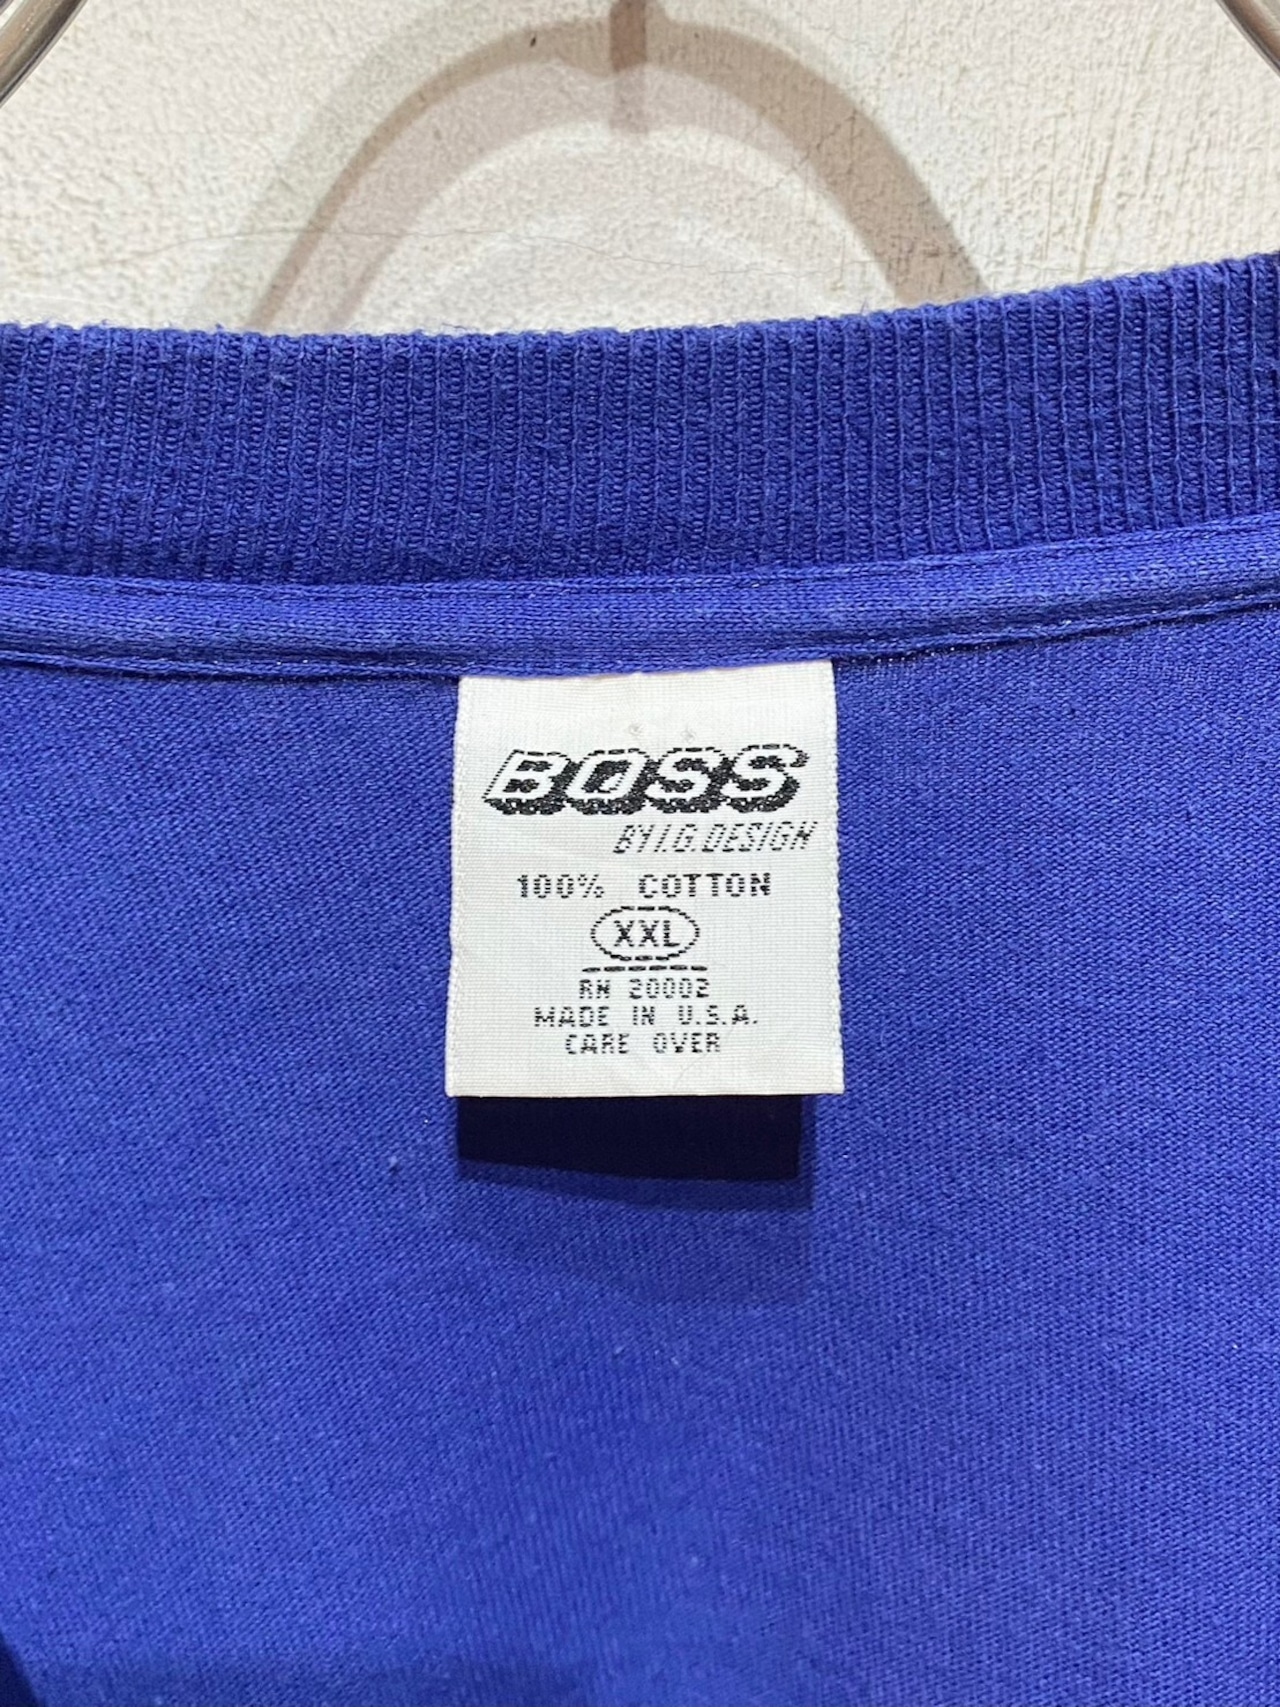 BOSS
BY I.G. DESIGN
100% COTTON
XXL
RN 20002
MADE IN U.S.A.
CARE OVER